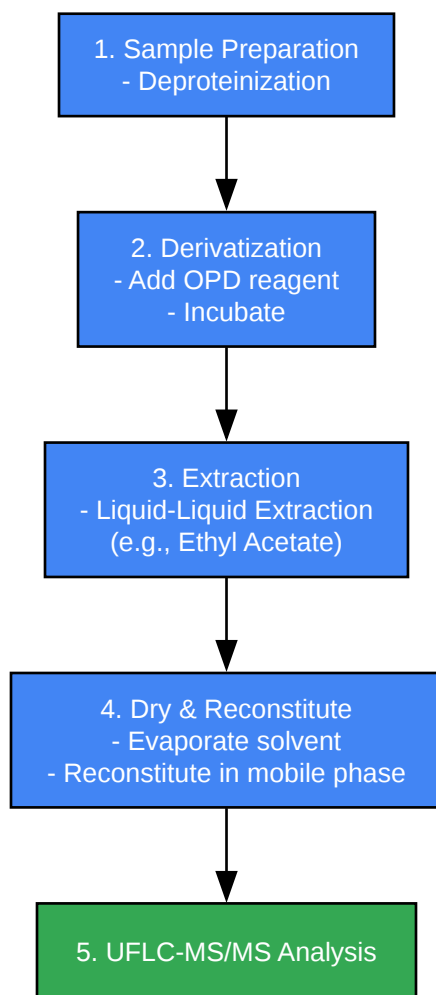 1. Sample Preparation
- Deproteinization
2. Derivatization
- Add OPD reagent
- Incubate
3. Extraction
- Liquid-Liquid Extraction
(e.g., Ethyl Acetate)
4. Dry & Reconstitute
- Evaporate solvent
- Reconstitute in mobile phase
5. UFLC-MS/MS Analysis